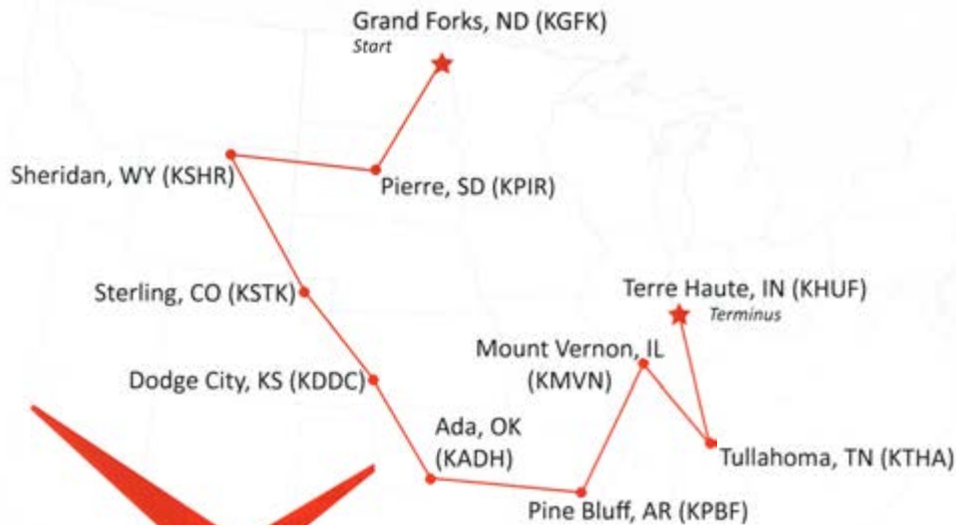 Grand Forks, ND (KGFK)
Start
Sheridan, WY (KSHR)
Pierre, SD (KPIR)
Sterling, CO (KSTK)
Terre Haute, IN (KHUF)
Terminus
Mount Vernon, IL
(KMVN)
Dodge City, KS (KDDC)
Ada, OK
(KADH)
Tullahoma, TN (KTHA)
Pine Bluff, AR (KPBF)